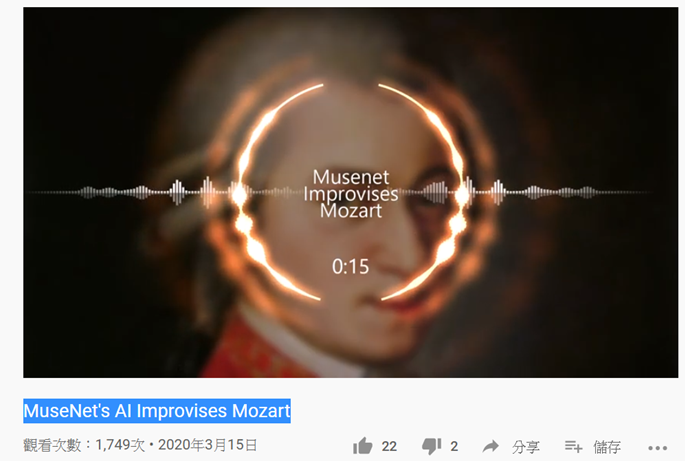 Musenet
Improvises
Mozart
0:15
MuseNet's AI Improvises Mozart
觀看次數：1,749次 • 2020年3月15日
22
2
分享
儲存